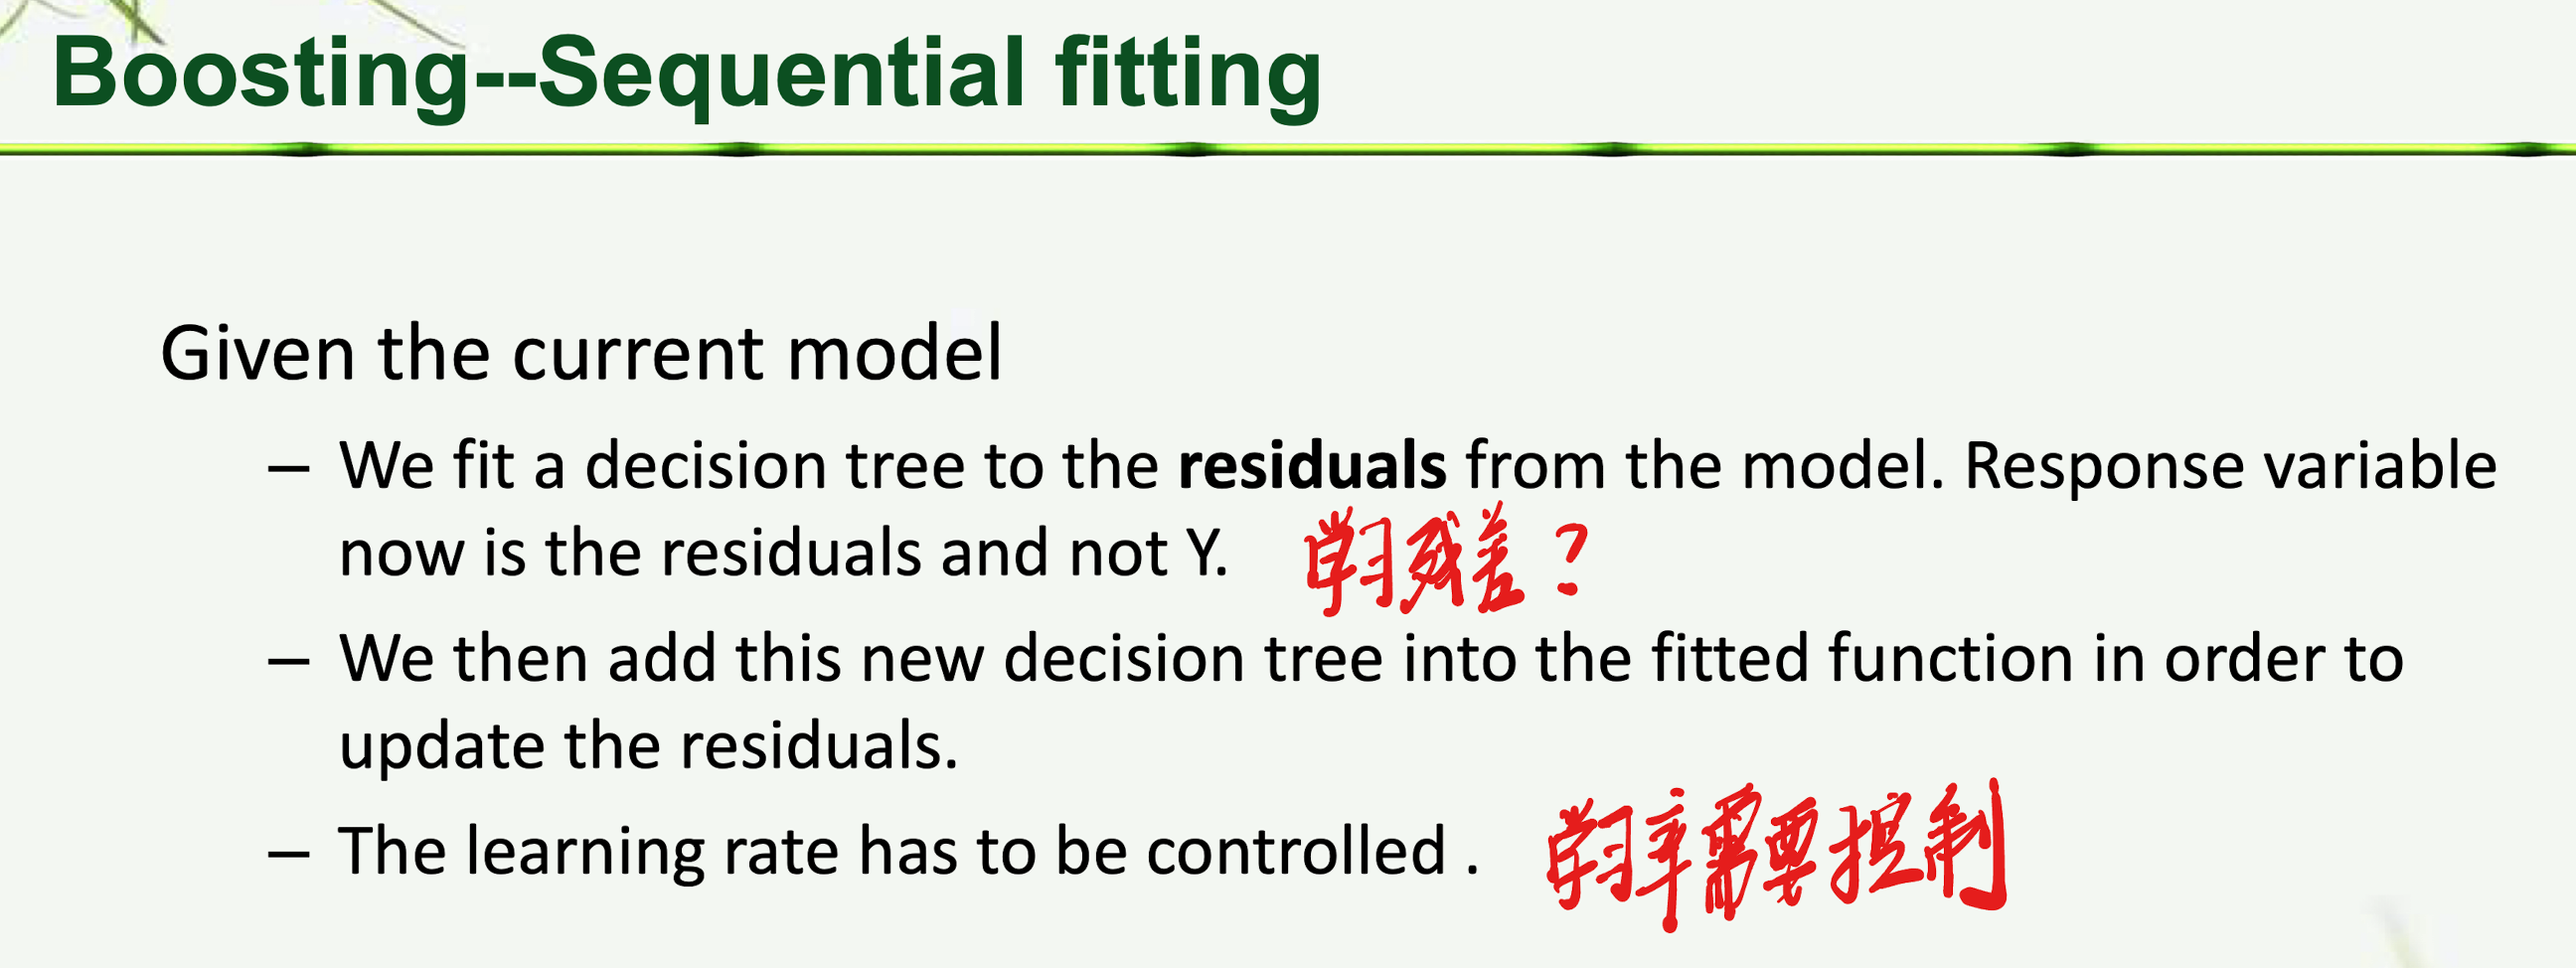 Boosting--Sequential fitting
Given the current model
– We fit a decision tree to the residuals from the model. Response variable
now is the residuals and not Y. 学习残差?
– We then add this new decision tree into the fitted function in order to
update the residuals.
– The learning rate has to be controlled . 学习率需要控制